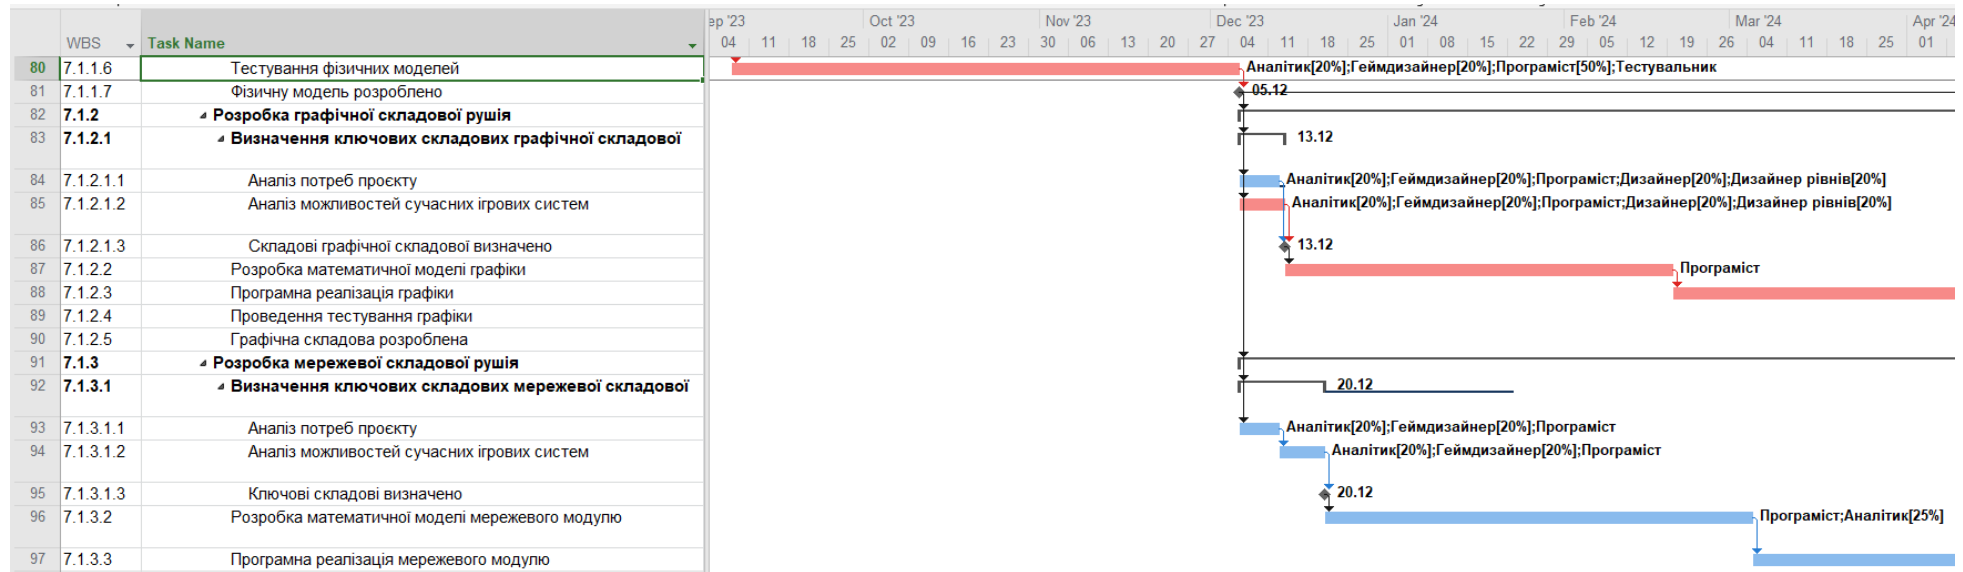 ep '23 Oct '23 Nov '23 Dec '23 Jan '24 Feb '24 Mar '24 Apr '24
WBS Task Name 04 11 18 25 02 09 16 23 30 06 13 20 27 04 11 18 25 01 08 15 22 29 05 12 19 26 04 11 18 25 01
80 7.1.1.6 Тестування фізичних моделей Аналітик[20%];Геймдизайнер[20%];Програміст[50%];Тестувальник
81 7.1.1.7 Фізичну модель розроблено 05.12
82 7.1.2 Розробка графічної складової рушія
83 7.1.2.1 Визначення ключових складових графічної складової 13.12
84 7.1.2.1.1 Аналіз потреб проєкту Аналітик[20%];Геймдизайнер[20%];Програміст;Дизайнер[20%];Дизайнер рівнів[20%]
85 7.1.2.1.2 Аналіз можливостей сучасних ігрових систем Аналітик[20%];Геймдизайнер[20%];Програміст;Дизайнер[20%];Дизайнер рівнів[20%]
86 7.1.2.1.3 Складові графічної складової визначено 13.12
87 7.1.2.2 Розробка математичної моделі графіки Програміст
88 7.1.2.3 Програмна реалізація графіки
89 7.1.2.4 Проведення тестування графіки
90 7.1.2.5 Графічна складова розроблена
91 7.1.3 Розробка мережевої складової рушія
92 7.1.3.1 Визначення ключових складових мережевої складової 20.12
93 7.1.3.1.1 Аналіз потреб проєкту Аналітик[20%];Геймдизайнер[20%];Програміст
94 7.1.3.1.2 Аналіз можливостей сучасних ігрових систем Аналітик[20%];Геймдизайнер[20%];Програміст
95 7.1.3.1.3 Ключові складові визначено 20.12
96 7.1.3.2 Розробка математичної моделі мережевого модулю Програміст;Аналітик[25%]
97 7.1.3.3 Програмна реалізація мережевого модулю